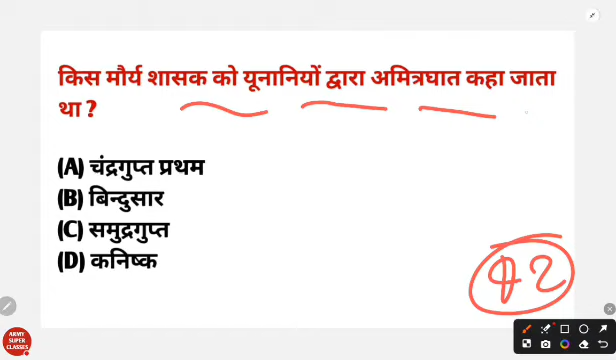 किस मौर्य शासक को यूनानियों द्वारा अमित्रघात कहा जाता
था ?
(A) चंद्रगुप्त प्रथम
(B) बिन्दुसार
(C) समुद्रगुप्त
(D) कनिष्क
42
ARMY
SUPER
CLASSES